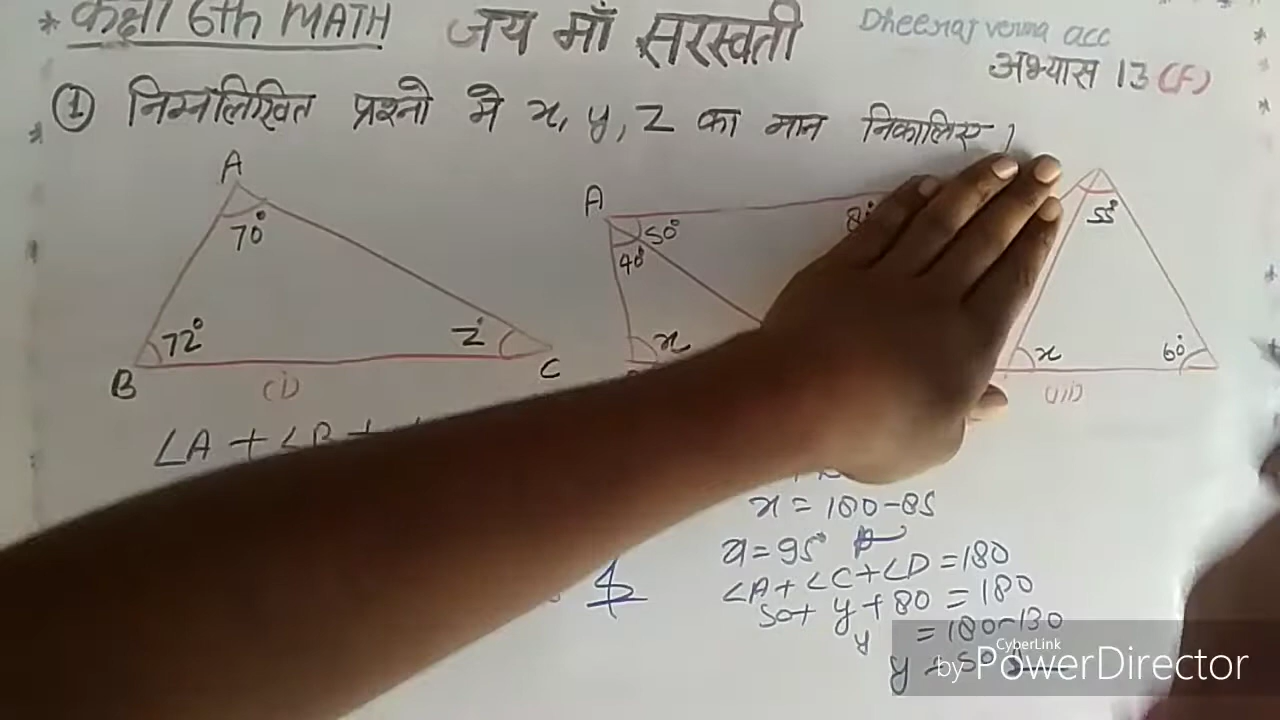 * कक्षा 6th MATH जय माँ सरस्वती Dheeraj verma acc
अभ्यास 13 (F)
① निम्नलिखित प्रश्नो मे x, y, z का मान निकालिए।
A
70°
72°
z°
B
C
(i)
A
50°
40°
x
55°
x
60°
(iii)
∠A + ∠B +
x = 180-85
x = 95°
∠A + ∠C + ∠D = 180
50+ y + 80 = 180
y = 180-130
CyberLink
by PowerDirector